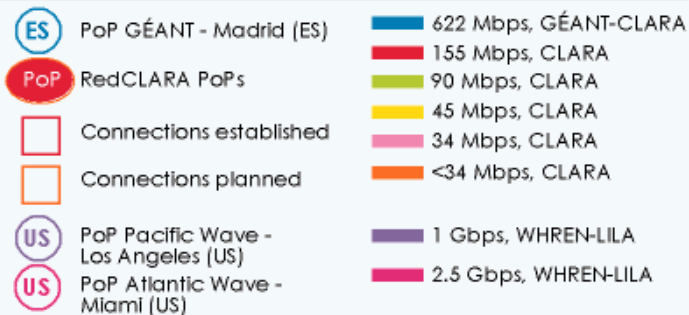 ES PoP GÉANT - Madrid (ES)
PoP RedCLARA PoPs
Connections established
Connections planned
US PoP Pacific Wave -
Los Angeles (US)
US PoP Atlantic Wave -
Miami (US)
622 Mbps, GÉANT-CLARA
155 Mbps, CLARA
90 Mbps, CLARA
45 Mbps, CLARA
34 Mbps, CLARA
<34 Mbps, CLARA
1 Gbps, WHREN-LILA
2.5 Gbps, WHREN-LILA